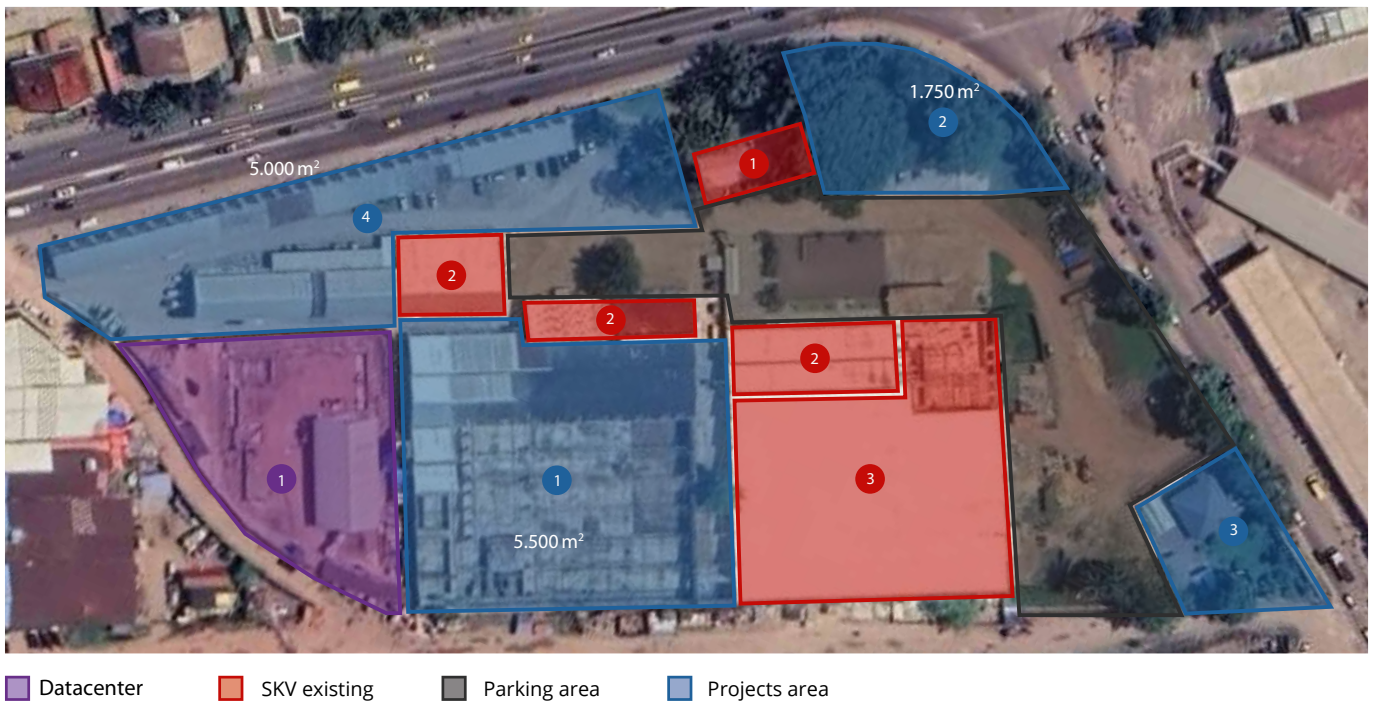 1.750 m²
2
1
5.000 m²
4
2
2
2
1
1
3
5.500 m²
3
Datacenter
SKV existing
Parking area
Projects area